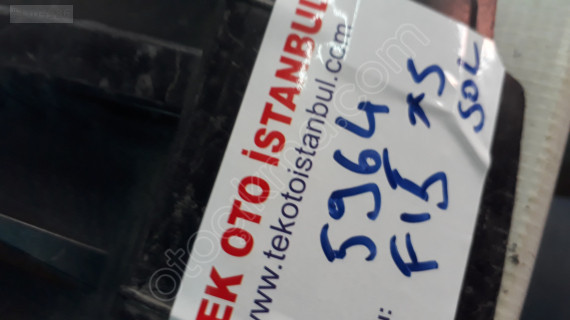 TEK OTO İSTANBUL
www.tekotoistanbul.com
5964
F15 X5
SOL